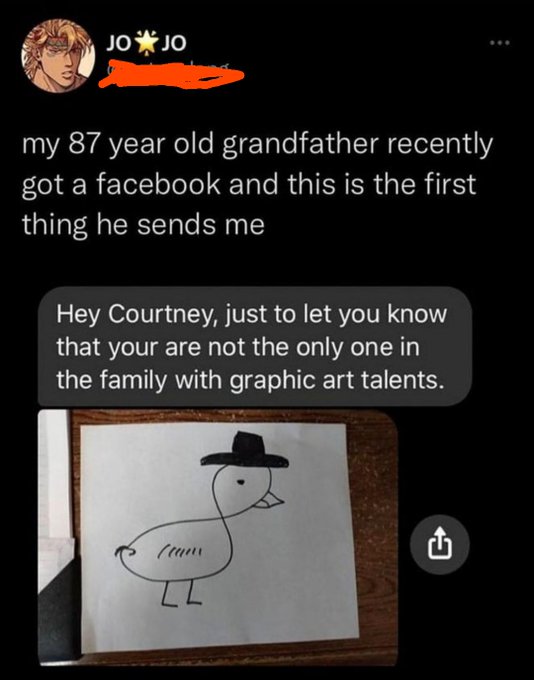 JO🌟JO
my 87 year old grandfather recently
got a facebook and this is the first
thing he sends me
Hey Courtney, just to let you know
that your are not the only one in
the family with graphic art talents.